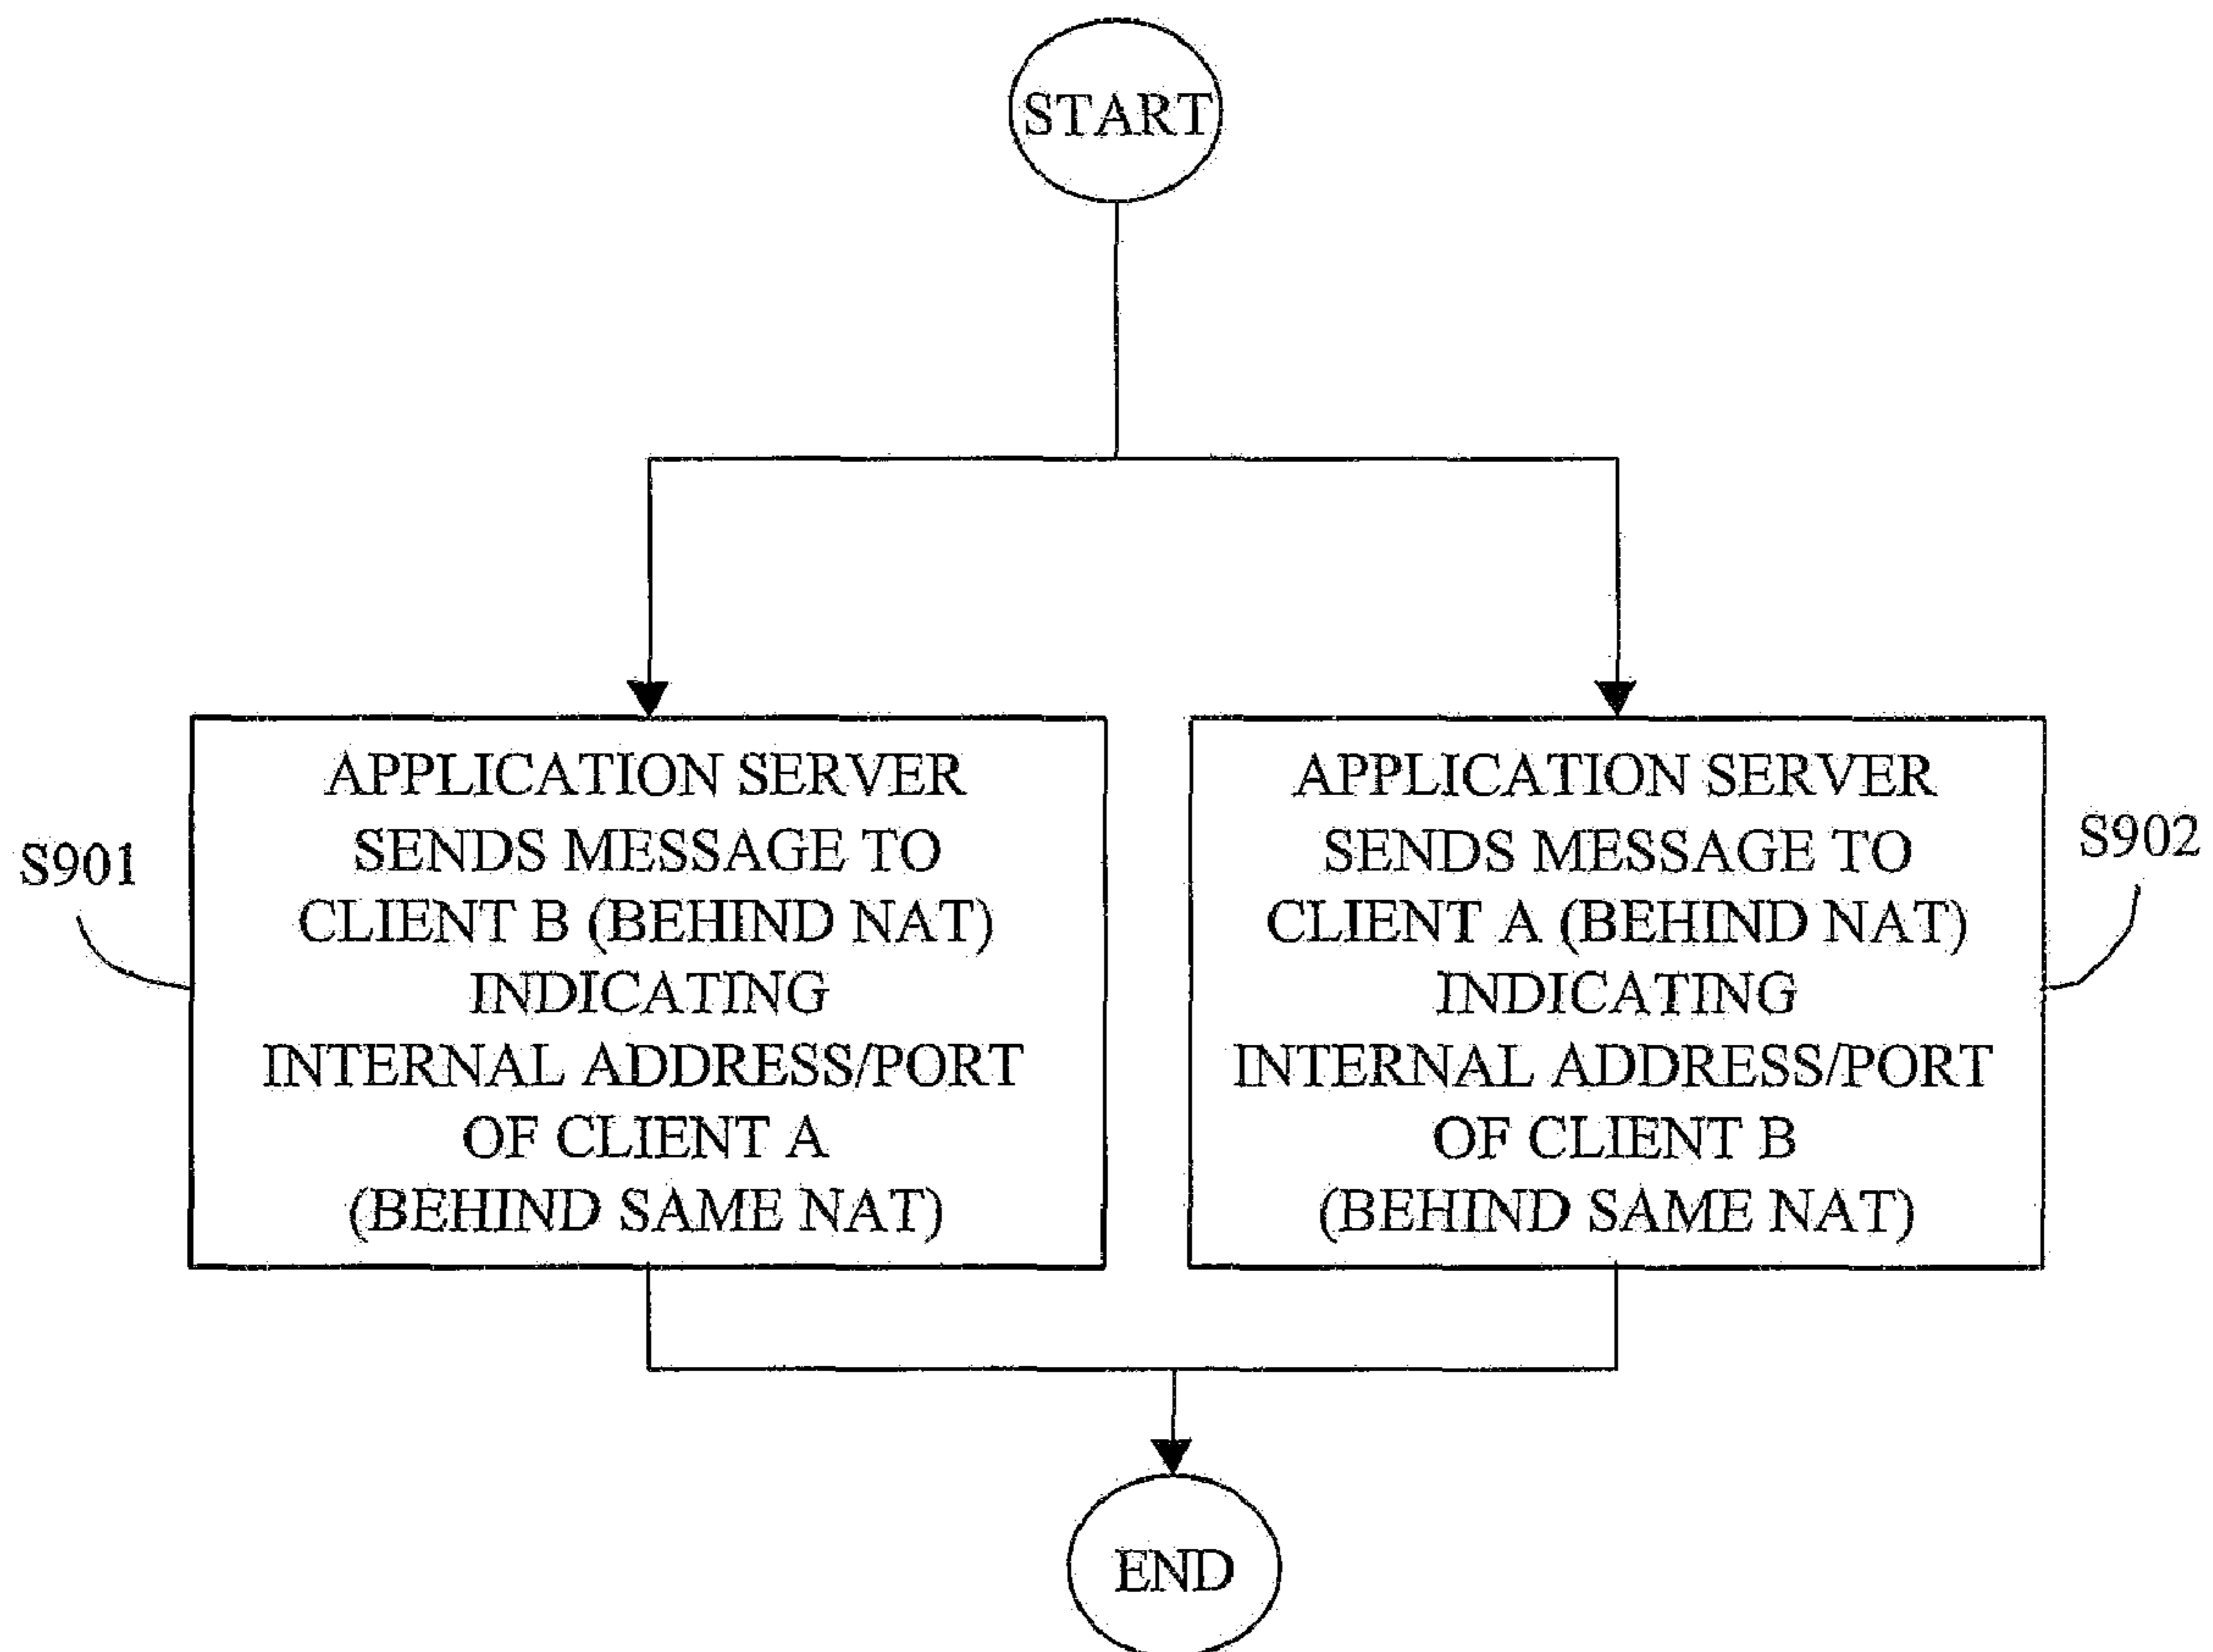 START
S901
APPLICATION SERVER
SENDS MESSAGE TO
CLIENT B (BEHIND NAT)
INDICATING
INTERNAL ADDRESS/PORT
OF CLIENT A
(BEHIND SAME NAT)
APPLICATION SERVER
SENDS MESSAGE TO
CLIENT A (BEHIND NAT)
INDICATING
INTERNAL ADDRESS/PORT
OF CLIENT B
(BEHIND SAME NAT)
S902
END